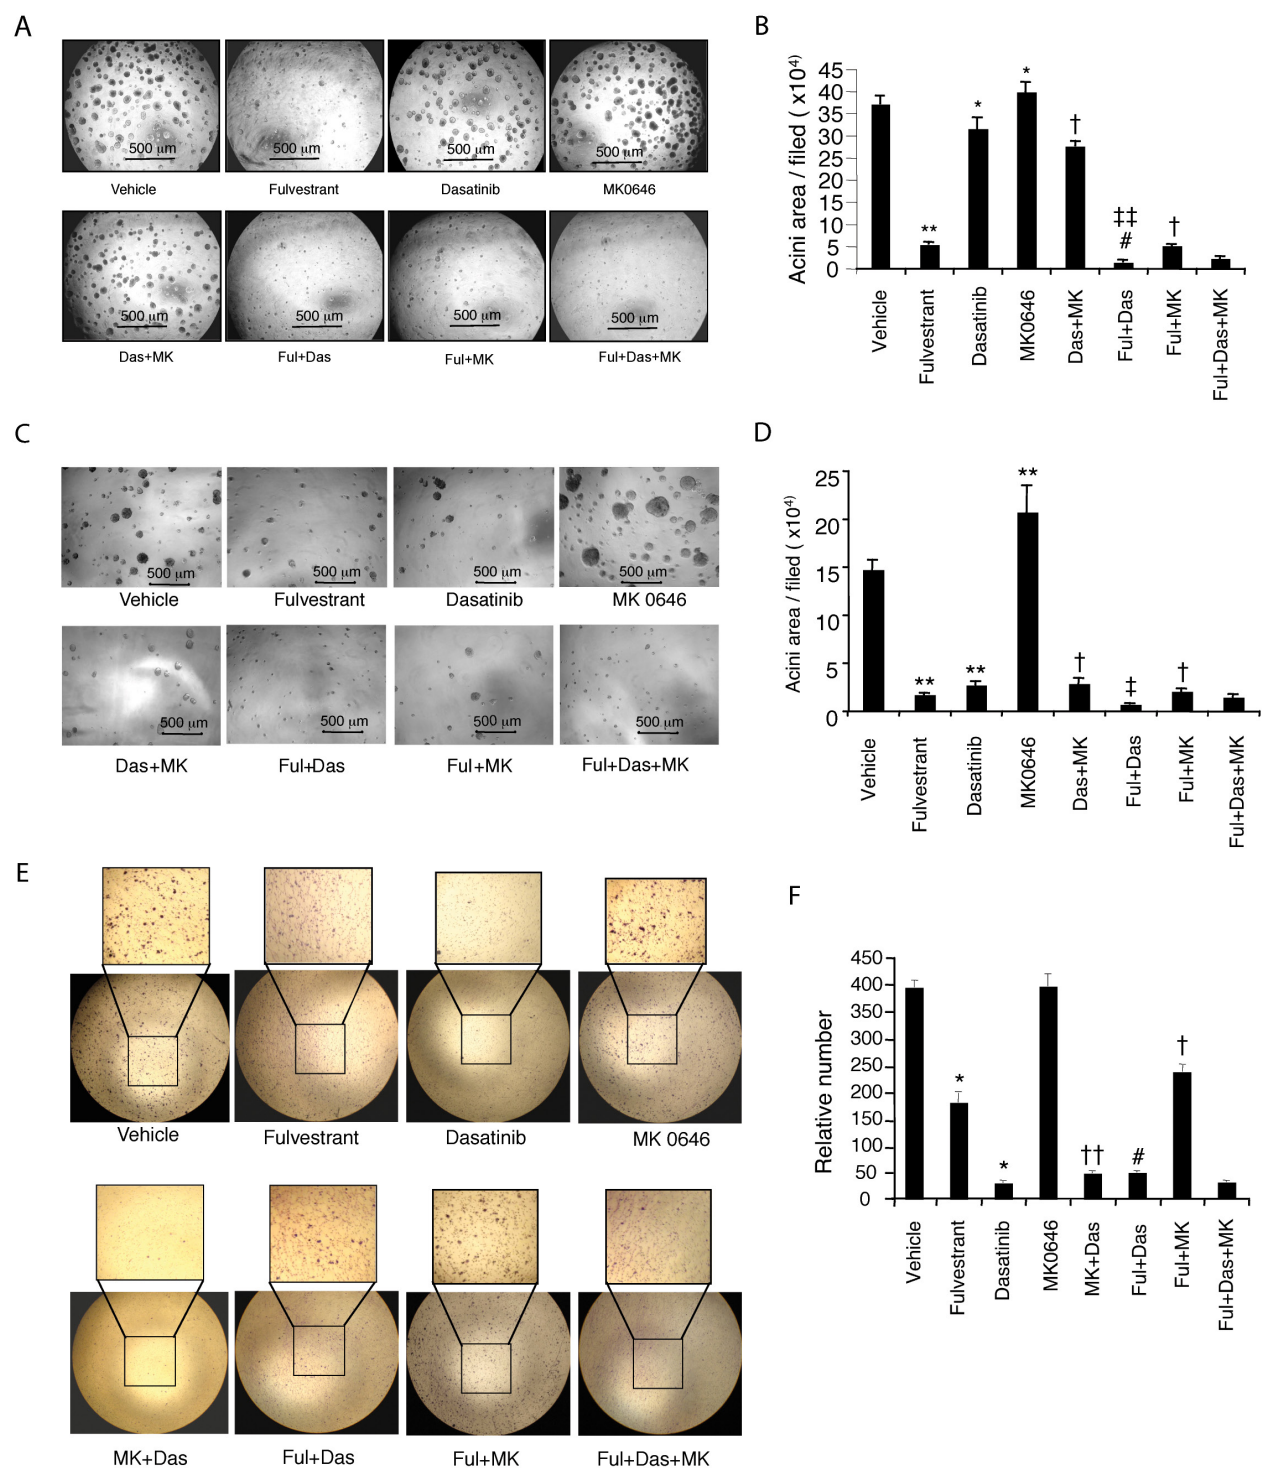 A
500 µm
500 µm
500 µm
500 µm
Vehicle
Fulvestrant
Dasatinib
MK0646
500 µm
500 µm
500 µm
500 µm
Das+MK
Ful+Das
Ful+MK
Ful+Das+MK
B
Acini area / filed ( x10⁴)
45
40
35
30
25
20
15
10
5
0
*
**
*
*
†
‡‡
#
†
Vehicle
Fulvestrant
Dasatinib
MK0646
Das+MK
Ful+Das
Ful+MK
Ful+Das+MK
C
500 µm
500 µm
500 µm
500 µm
Vehicle
Fulvestrant
Dasatinib
MK 0646
500 µm
500 µm
500 µm
500 µm
Das+MK
Ful+Das
Ful+MK
Ful+Das+MK
D
Acini area / filed ( x10⁴)
25
20
15
10
5
0
**
**
**
†
‡
†
Vehicle
Fulvestrant
Dasatinib
MK0646
Das+MK
Ful+Das
Ful+MK
Ful+Das+MK
E
Vehicle
Fulvestrant
Dasatinib
MK 0646
MK+Das
Ful+Das
Ful+MK
Ful+Das+MK
F
Relative number
450
400
350
300
250
200
150
100
50
0
*
*
††
#
†
Vehicle
Fulvestrant
Dasatinib
MK0646
MK+Das
Ful+Das
Ful+MK
Ful+Das+MK